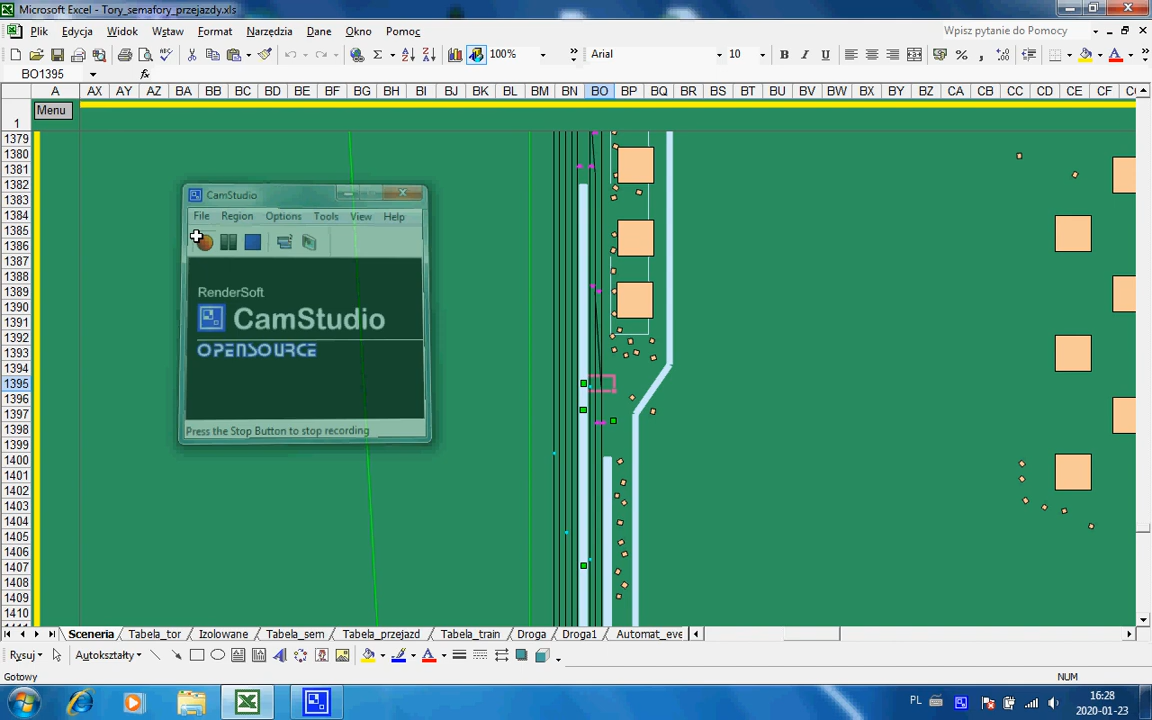 Microsoft Excel - Tory_semafory_przejazdy.xls
Plik Edycja Widok Wstaw Format Narzędzia Dane Okno Pomoc
Wpisz pytanie do Pomocy
100% Arial 10 B I U
BO1395 fx
A AX AY AZ BA BB BC BD BE BF BG BH BI BJ BK BL BM BN BO BP BQ BR BS BT BU BV BW BX BY BZ CA CB CC CD CE CF
Menu
1
1379
1380
1381
1382
1383
1384
1385
1386
1387
1388
1389
1390
1391
1392
1393
1394
1395
1396
1397
1398
1399
1400
1401
1402
1403
1404
1405
1406
1407
1408
1409
1410
CamStudio
File Region Options Tools View Help
RenderSoft
CamStudio
OPENSOURCE
Press the Stop Button to stop recording
Sceneria Tabela_tor Izolowane Tabela_sem Tabela_przejazd Tabela_train Droga Droga1 Automat_eve
Rysuj Autokształty
Gotowy NUM
PL 16:28
2020-01-23